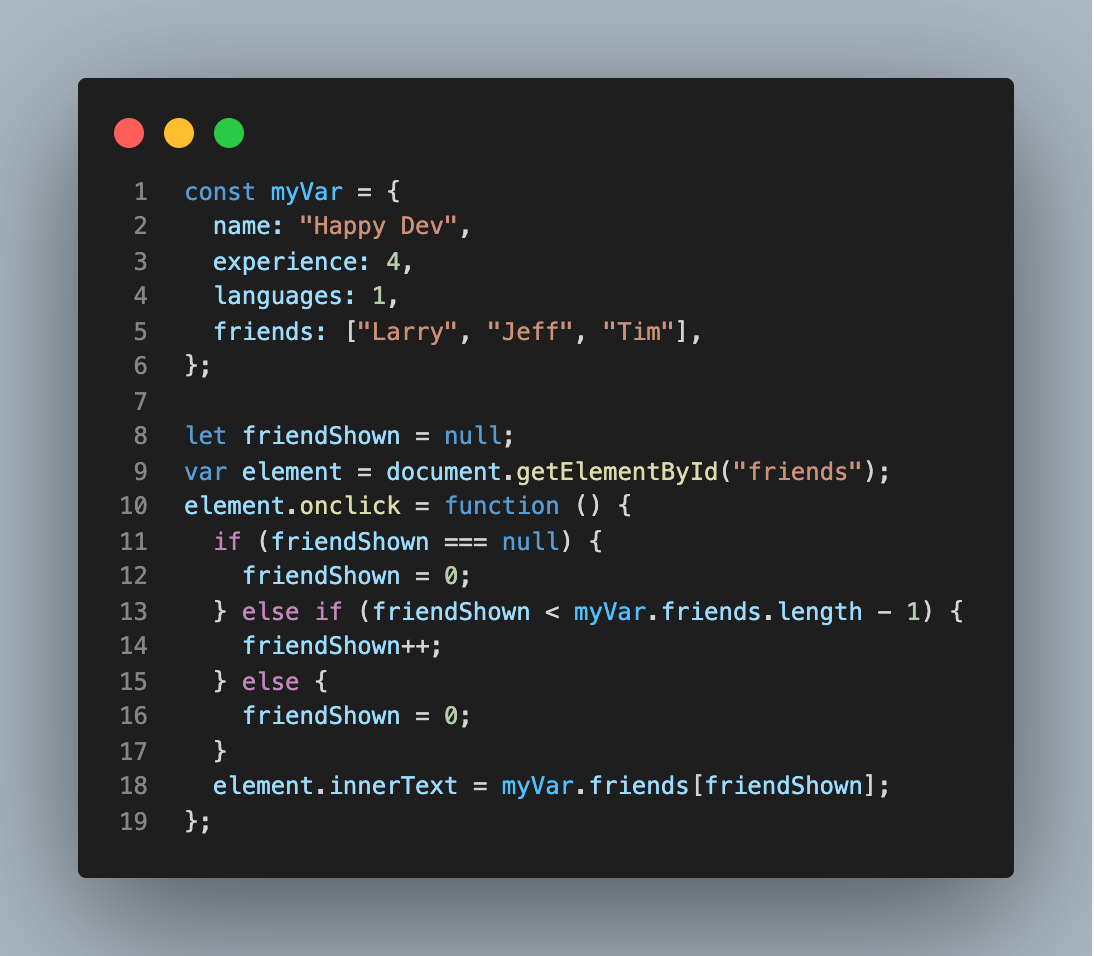 1 const myVar = {
2   name: "Happy Dev",
3   experience: 4,
4   languages: 1,
5   friends: ["Larry", "Jeff", "Tim"],
6 };
7
8 let friendShown = null;
9 var element = document.getElementById("friends");
10 element.onclick = function () {
11   if (friendShown === null) {
12     friendShown = 0;
13   } else if (friendShown < myVar.friends.length - 1) {
14     friendShown++;
15   } else {
16     friendShown = 0;
17   }
18   element.innerText = myVar.friends[friendShown];
19 };